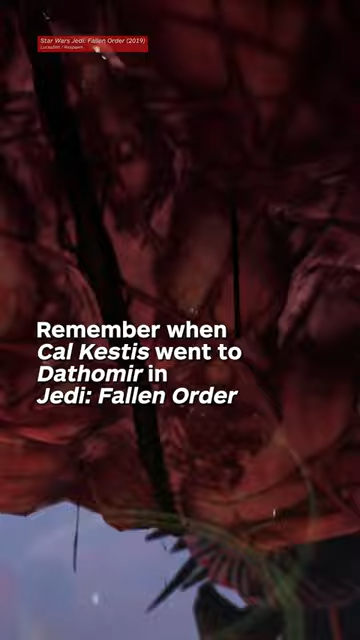 Star Wars Jedi: Fallen Order (2019)
Lucasfilm / Respawn
Remember when
Cal Kestis went to
Dathomir in
Jedi: Fallen Order